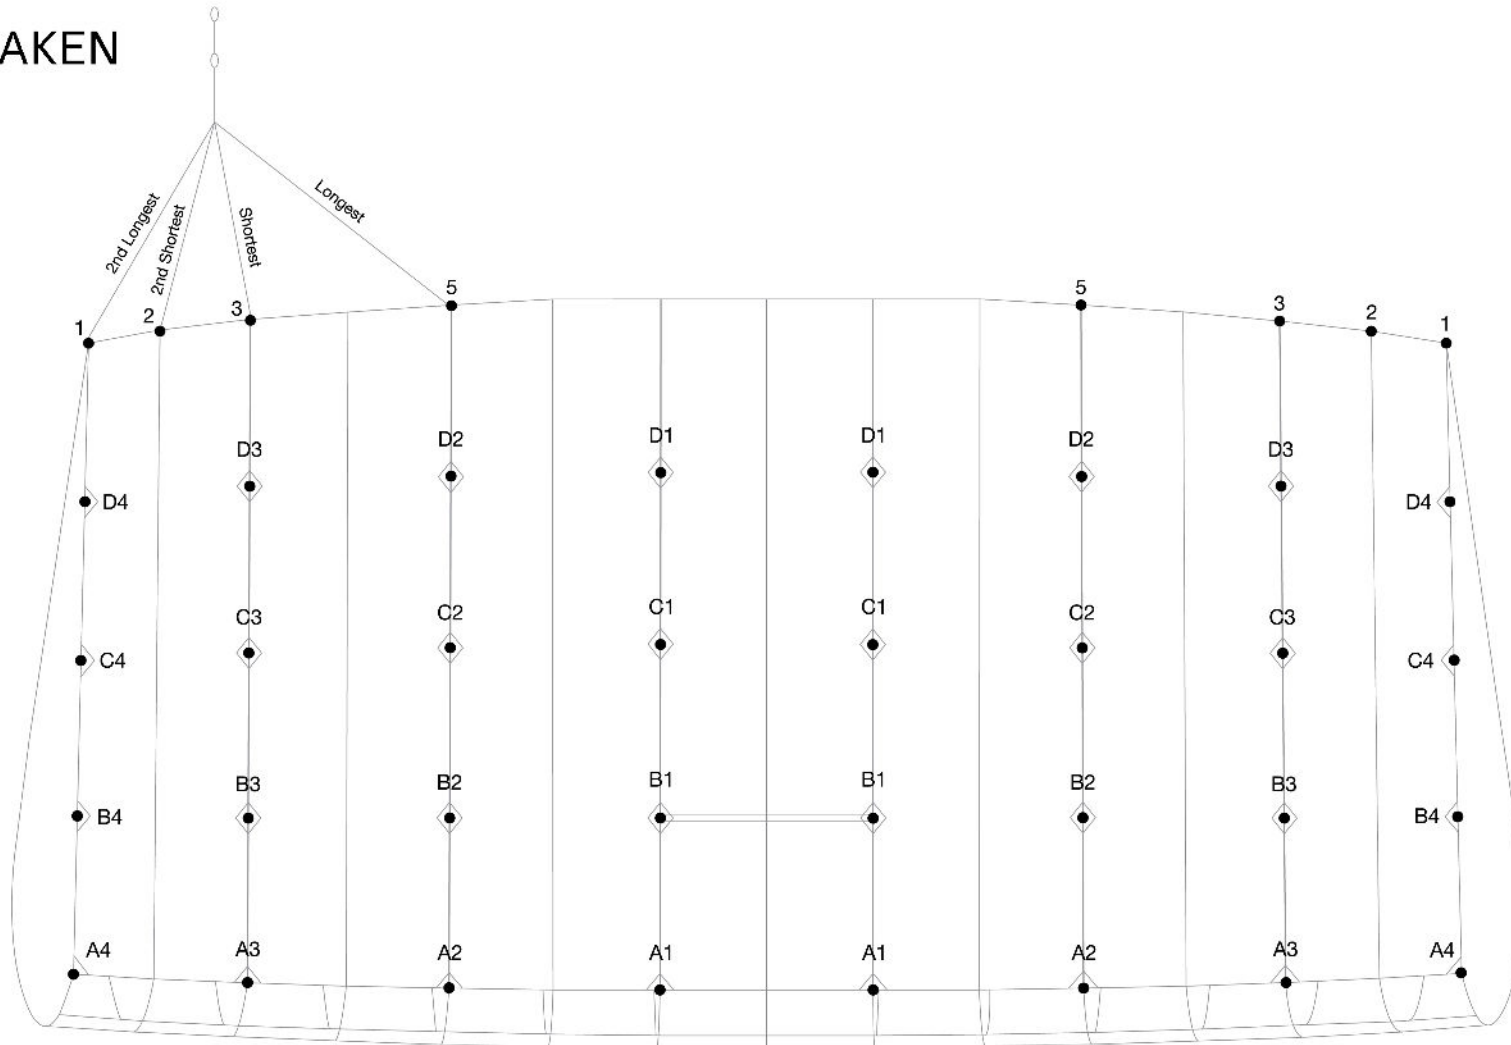 AKEN
2nd Longest
2nd Shortest
Shortest
Longest
1 2 3 5 5 3 2 1
D3 D2 D1 D1 D2 D3
D4 D4
C3 C2 C1 C1 C2 C3
C4 C4
B3 B2 B1 B1 B2 B3
B4 B4
A4 A3 A2 A1 A1 A2 A3 A4